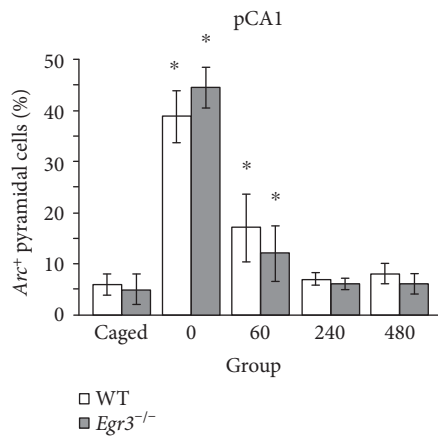 pCA1
Arc+ pyramidal cells (%)
50
40
30
20
10
0
* *
* *
Caged 0 60 240 480
Group
WT
Egr3−/−